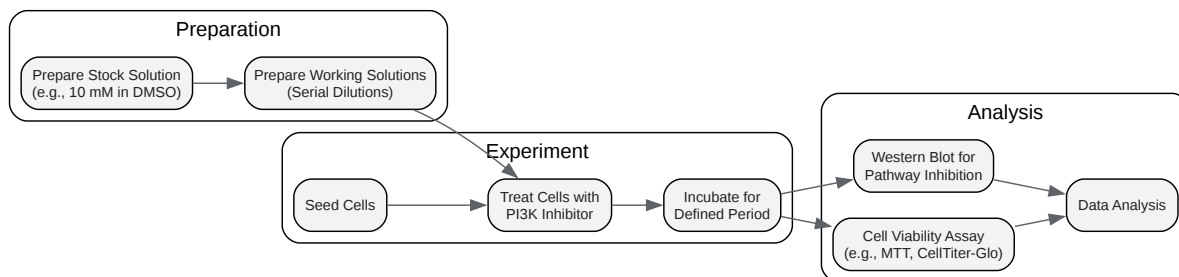 Preparation
Prepare Stock Solution
(e.g., 10 mM in DMSO)
Prepare Working Solutions
(Serial Dilutions)
Experiment
Seed Cells
Treat Cells with
PI3K Inhibitor
Incubate for
Defined Period
Analysis
Western Blot for
Pathway Inhibition
Cell Viability Assay
(e.g., MTT, CellTiter-Glo)
Data Analysis